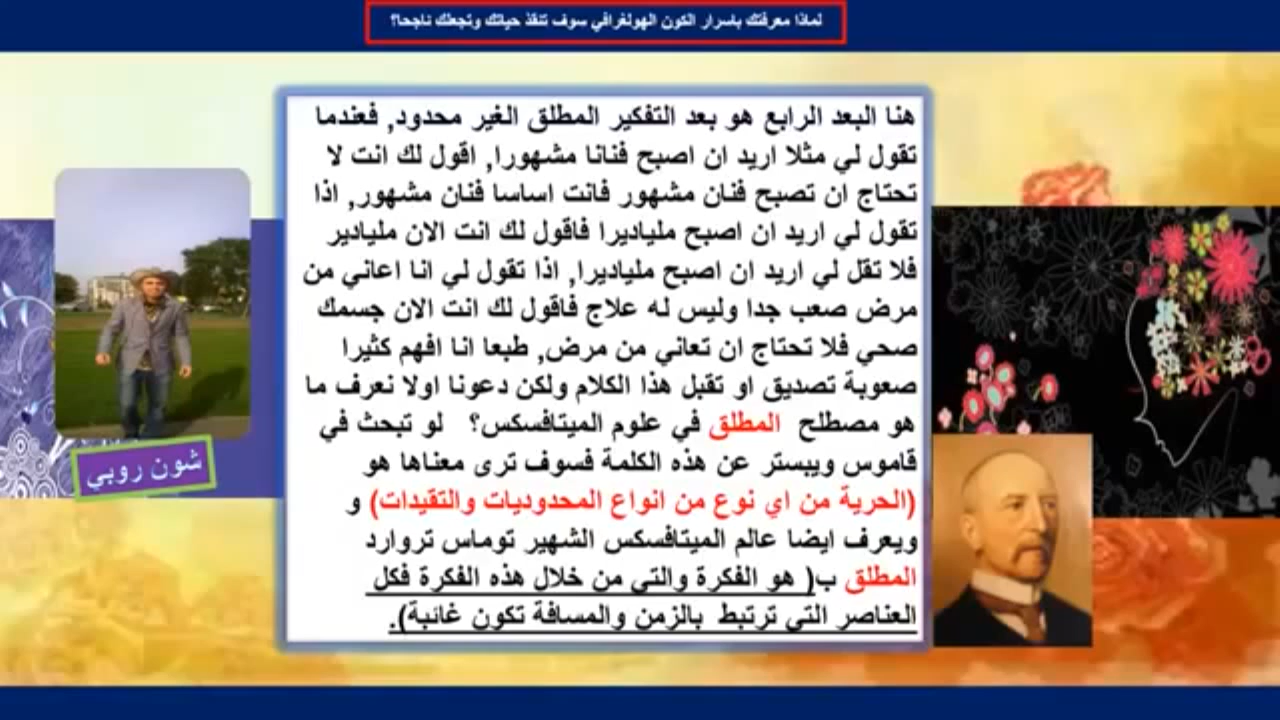 لماذا معرفتك باسرار الكون الهولغرافي سوف تنقذ حياتك وتجعلك ناجحا؟
هنا البعد الرابع هو بعد التفكير المطلق الغير محدود, فعندما
تقول لي مثلا اريد ان اصبح فنانا مشهورا, اقول لك انت لا
تحتاج ان تصبح فنان مشهور فانت اساسا فنان مشهور, اذا
تقول لي اريد ان اصبح ملياديرا فاقول لك انت الان مليادير
فلا تقل لي اريد ان اصبح ملياديرا, اذا تقول لي انا اعاني من
مرض صعب جدا وليس له علاج فاقول لك انت الان جسمك
صحي فلا تحتاج ان تعاني من مرض, طبعا انا افهم كثيرا
صعوبة تصديق او تقبل هذا الكلام ولكن دعونا اولا نعرف ما
هو مصطلح المطلق في علوم الميتافسكس؟ لو تبحث في
قاموس ويبستر عن هذه الكلمة فسوف ترى معناها هو
(الحرية من اي نوع من انواع المحدوديات والتقيدات) و
ويعرف ايضا عالم الميتافسكس الشهير توماس تروارد
المطلق ب( هو الفكرة والتي من خلال هذه الفكرة فكل
العناصر التي ترتبط بالزمن والمسافة تكون غائبة).
شون روبي